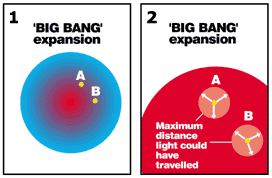 1
'BIG BANG'
expansion
A
B
2
'BIG BANG'
expansion
A
B
Maximum
distance
light could
have
travelled